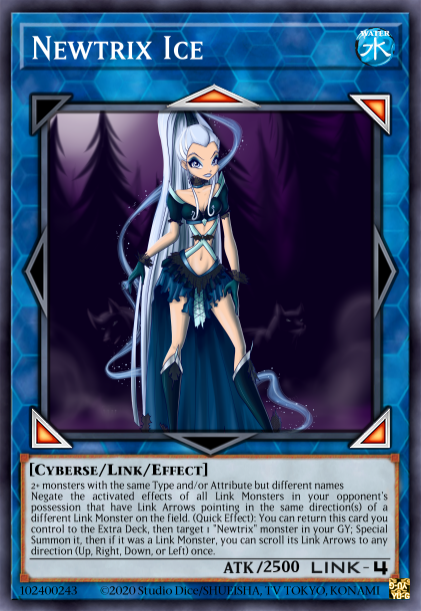 Newtrix Ice
WATER
水
[Cyberse/Link/Effect]
2+ monsters with the same Type and/or Attribute but different names
Negate the activated effects of all Link Monsters in your opponent's
possession that have Link Arrows pointing in the same direction(s) of a
different Link Monster on the field. (Quick Effect): You can return this card you
control to the Extra Deck, then target 1 "Newtrix" monster in your GY; Special
Summon it, then if it was a Link Monster, you can scroll its Link Arrows to any
direction (Up, Right, Down, or Left) once.
ATK/2500 LINK-4
102400243 ©2020 Studio Dice/SHUEISHA, TV TOKYO, KONAMI